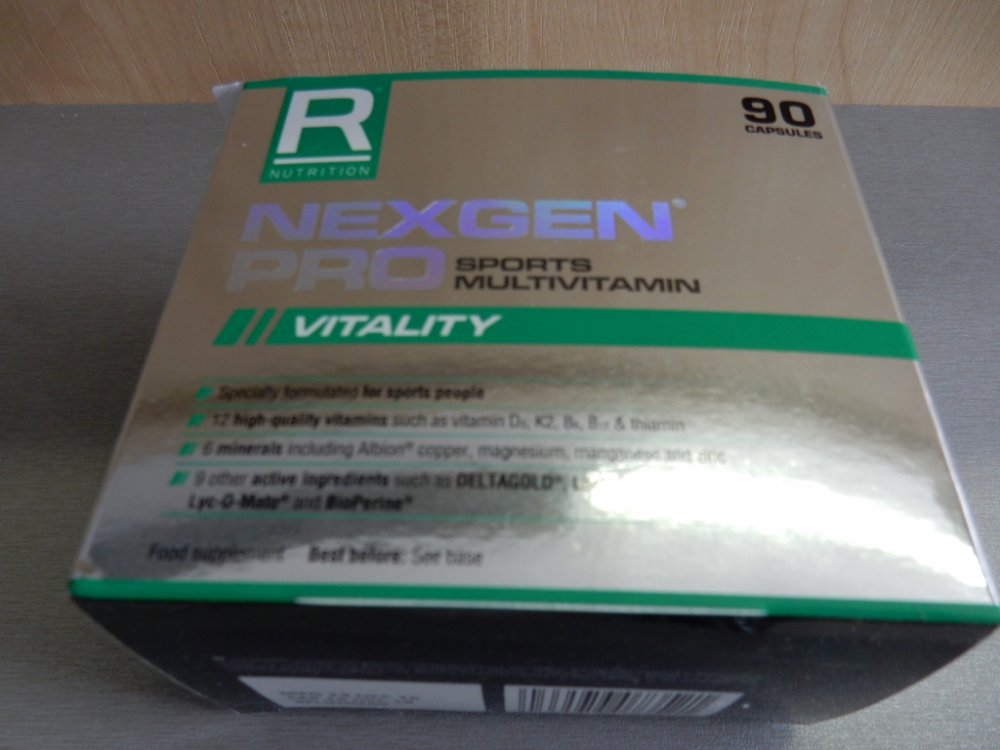 R
NUTRITION
90
CAPSULES
NEXGEN®
PRO SPORTS
MULTIVITAMIN
VITALITY
Specially formulated for sports people
12 high-quality vitamins such as vitamin D₃, K2, B₆, B₁₂ & thiamin
6 minerals including Albion® copper, magnesium, manganese and zinc
9 other active ingredients such as DELTAGOLD®,
Lyc-O-Mato® and BioPerine®
Food supplement Best before: See base